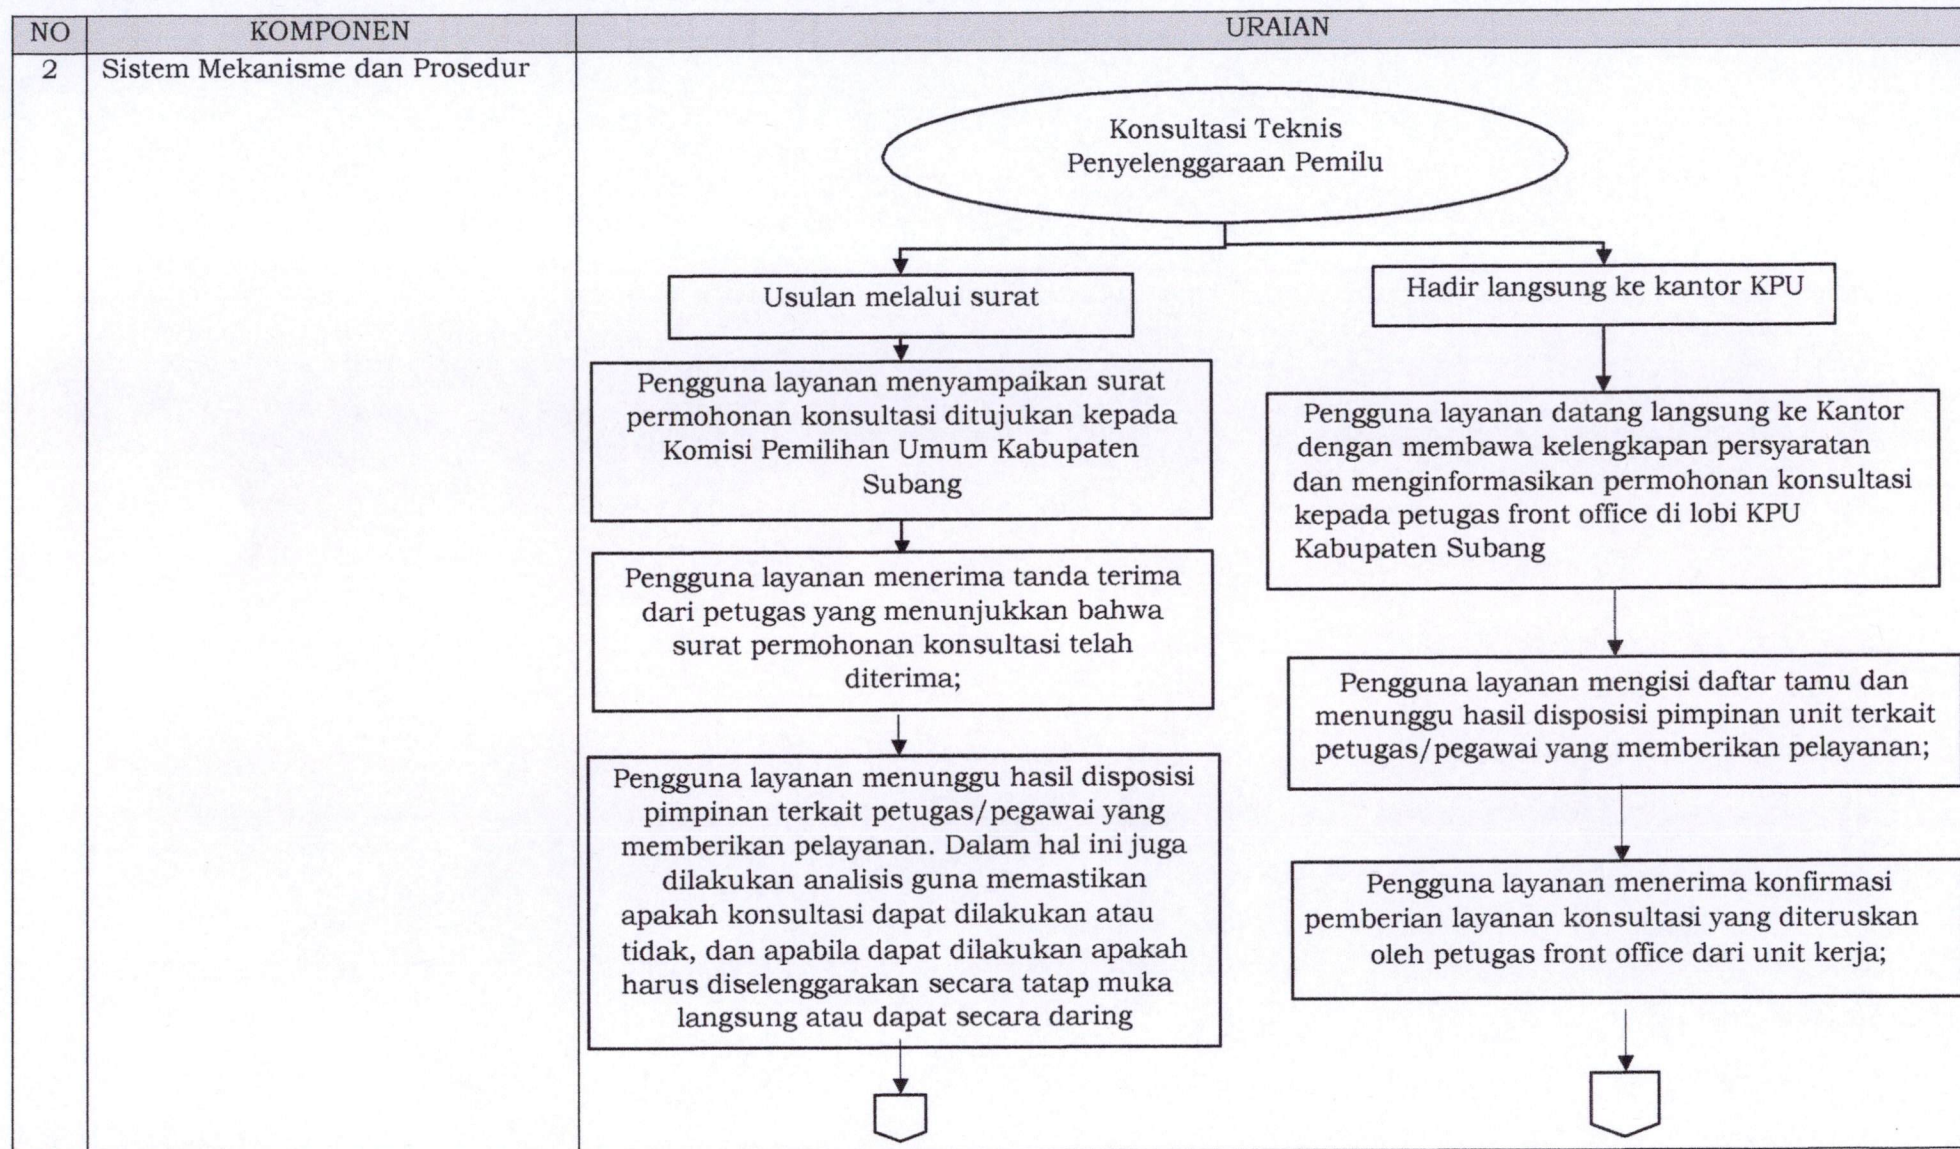 NO
KOMPONEN
URAIAN
2
Sistem Mekanisme dan Prosedur
Konsultasi Teknis
Penyelenggaraan Pemilu
Usulan melalui surat
Pengguna layanan menyampaikan surat
permohonan konsultasi ditujukan kepada
Komisi Pemilihan Umum Kabupaten
Subang
Pengguna layanan menerima tanda terima
dari petugas yang menunjukkan bahwa
surat permohonan konsultasi telah
diterima;
Pengguna layanan menunggu hasil disposisi
pimpinan terkait petugas/pegawai yang
memberikan pelayanan. Dalam hal ini juga
dilakukan analisis guna memastikan
apakah konsultasi dapat dilakukan atau
tidak, dan apabila dapat dilakukan apakah
harus diselenggarakan secara tatap muka
langsung atau dapat secara daring
Hadir langsung ke kantor KPU
Pengguna layanan datang langsung ke Kantor
dengan membawa kelengkapan persyaratan
dan menginformasikan permohonan konsultasi
kepada petugas front office di lobi KPU
Kabupaten Subang
Pengguna layanan mengisi daftar tamu dan
menunggu hasil disposisi pimpinan unit terkait
petugas/pegawai yang memberikan pelayanan;
Pengguna layanan menerima konfirmasi
pemberian layanan konsultasi yang diteruskan
oleh petugas front office dari unit kerja;